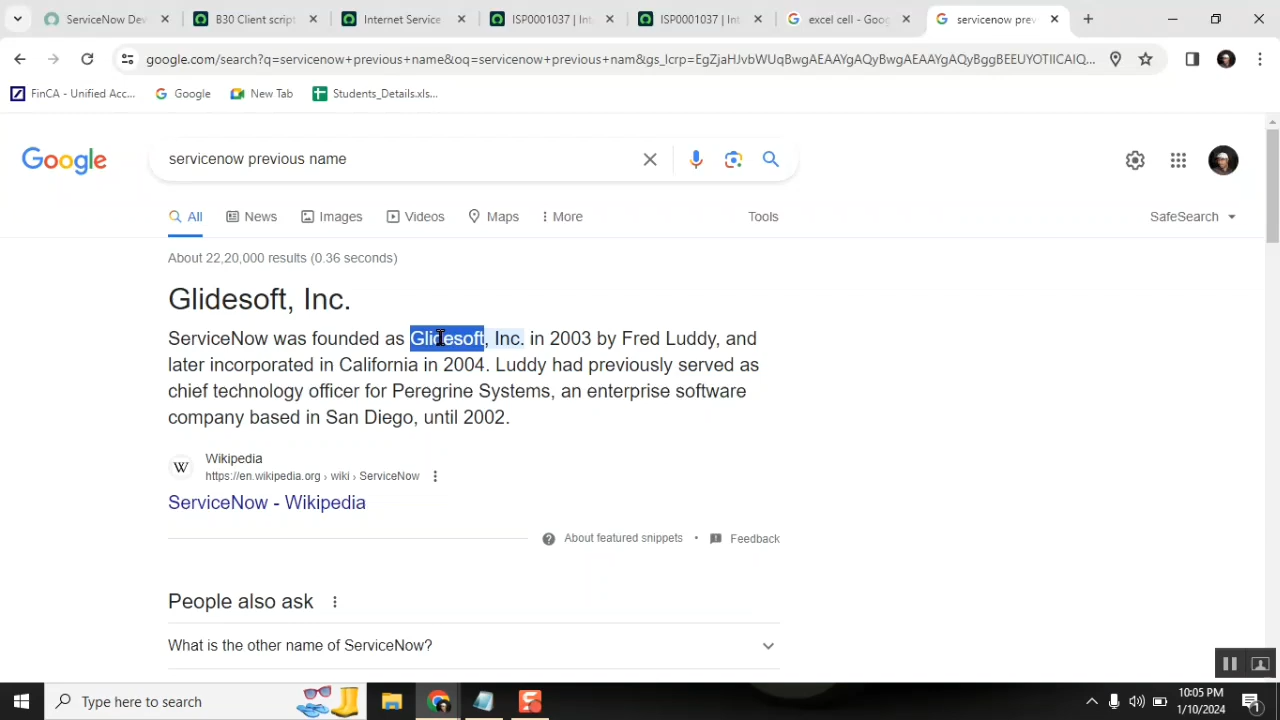 ServiceNow Dev
B30 Client script
Internet Service
ISP0001037 | Int
ISP0001037 | Int
excel cell - Goog
servicenow prev
google.com/search?q=servicenow+previous+name&oq=servicenow+previous+nam&gs_lcrp=EgZjaHJvbWUqBwgAEAAYgAQyBwgAEAAYgAQyBggBEEUYOTIICAIQ...
FinCA - Unified Acc...
Google
New Tab
Students_Details.xls...
Google
servicenow previous name
All
News
Images
Videos
Maps
More
Tools
SafeSearch
About 22,20,000 results (0.36 seconds)
Glidesoft, Inc.
ServiceNow was founded as Glidesoft, Inc. in 2003 by Fred Luddy, and
later incorporated in California in 2004. Luddy had previously served as
chief technology officer for Peregrine Systems, an enterprise software
company based in San Diego, until 2002.
W
Wikipedia
https://en.wikipedia.org › wiki › ServiceNow
ServiceNow - Wikipedia
About featured snippets • Feedback
People also ask
What is the other name of ServiceNow?
Type here to search
10:05 PM
1/10/2024
1